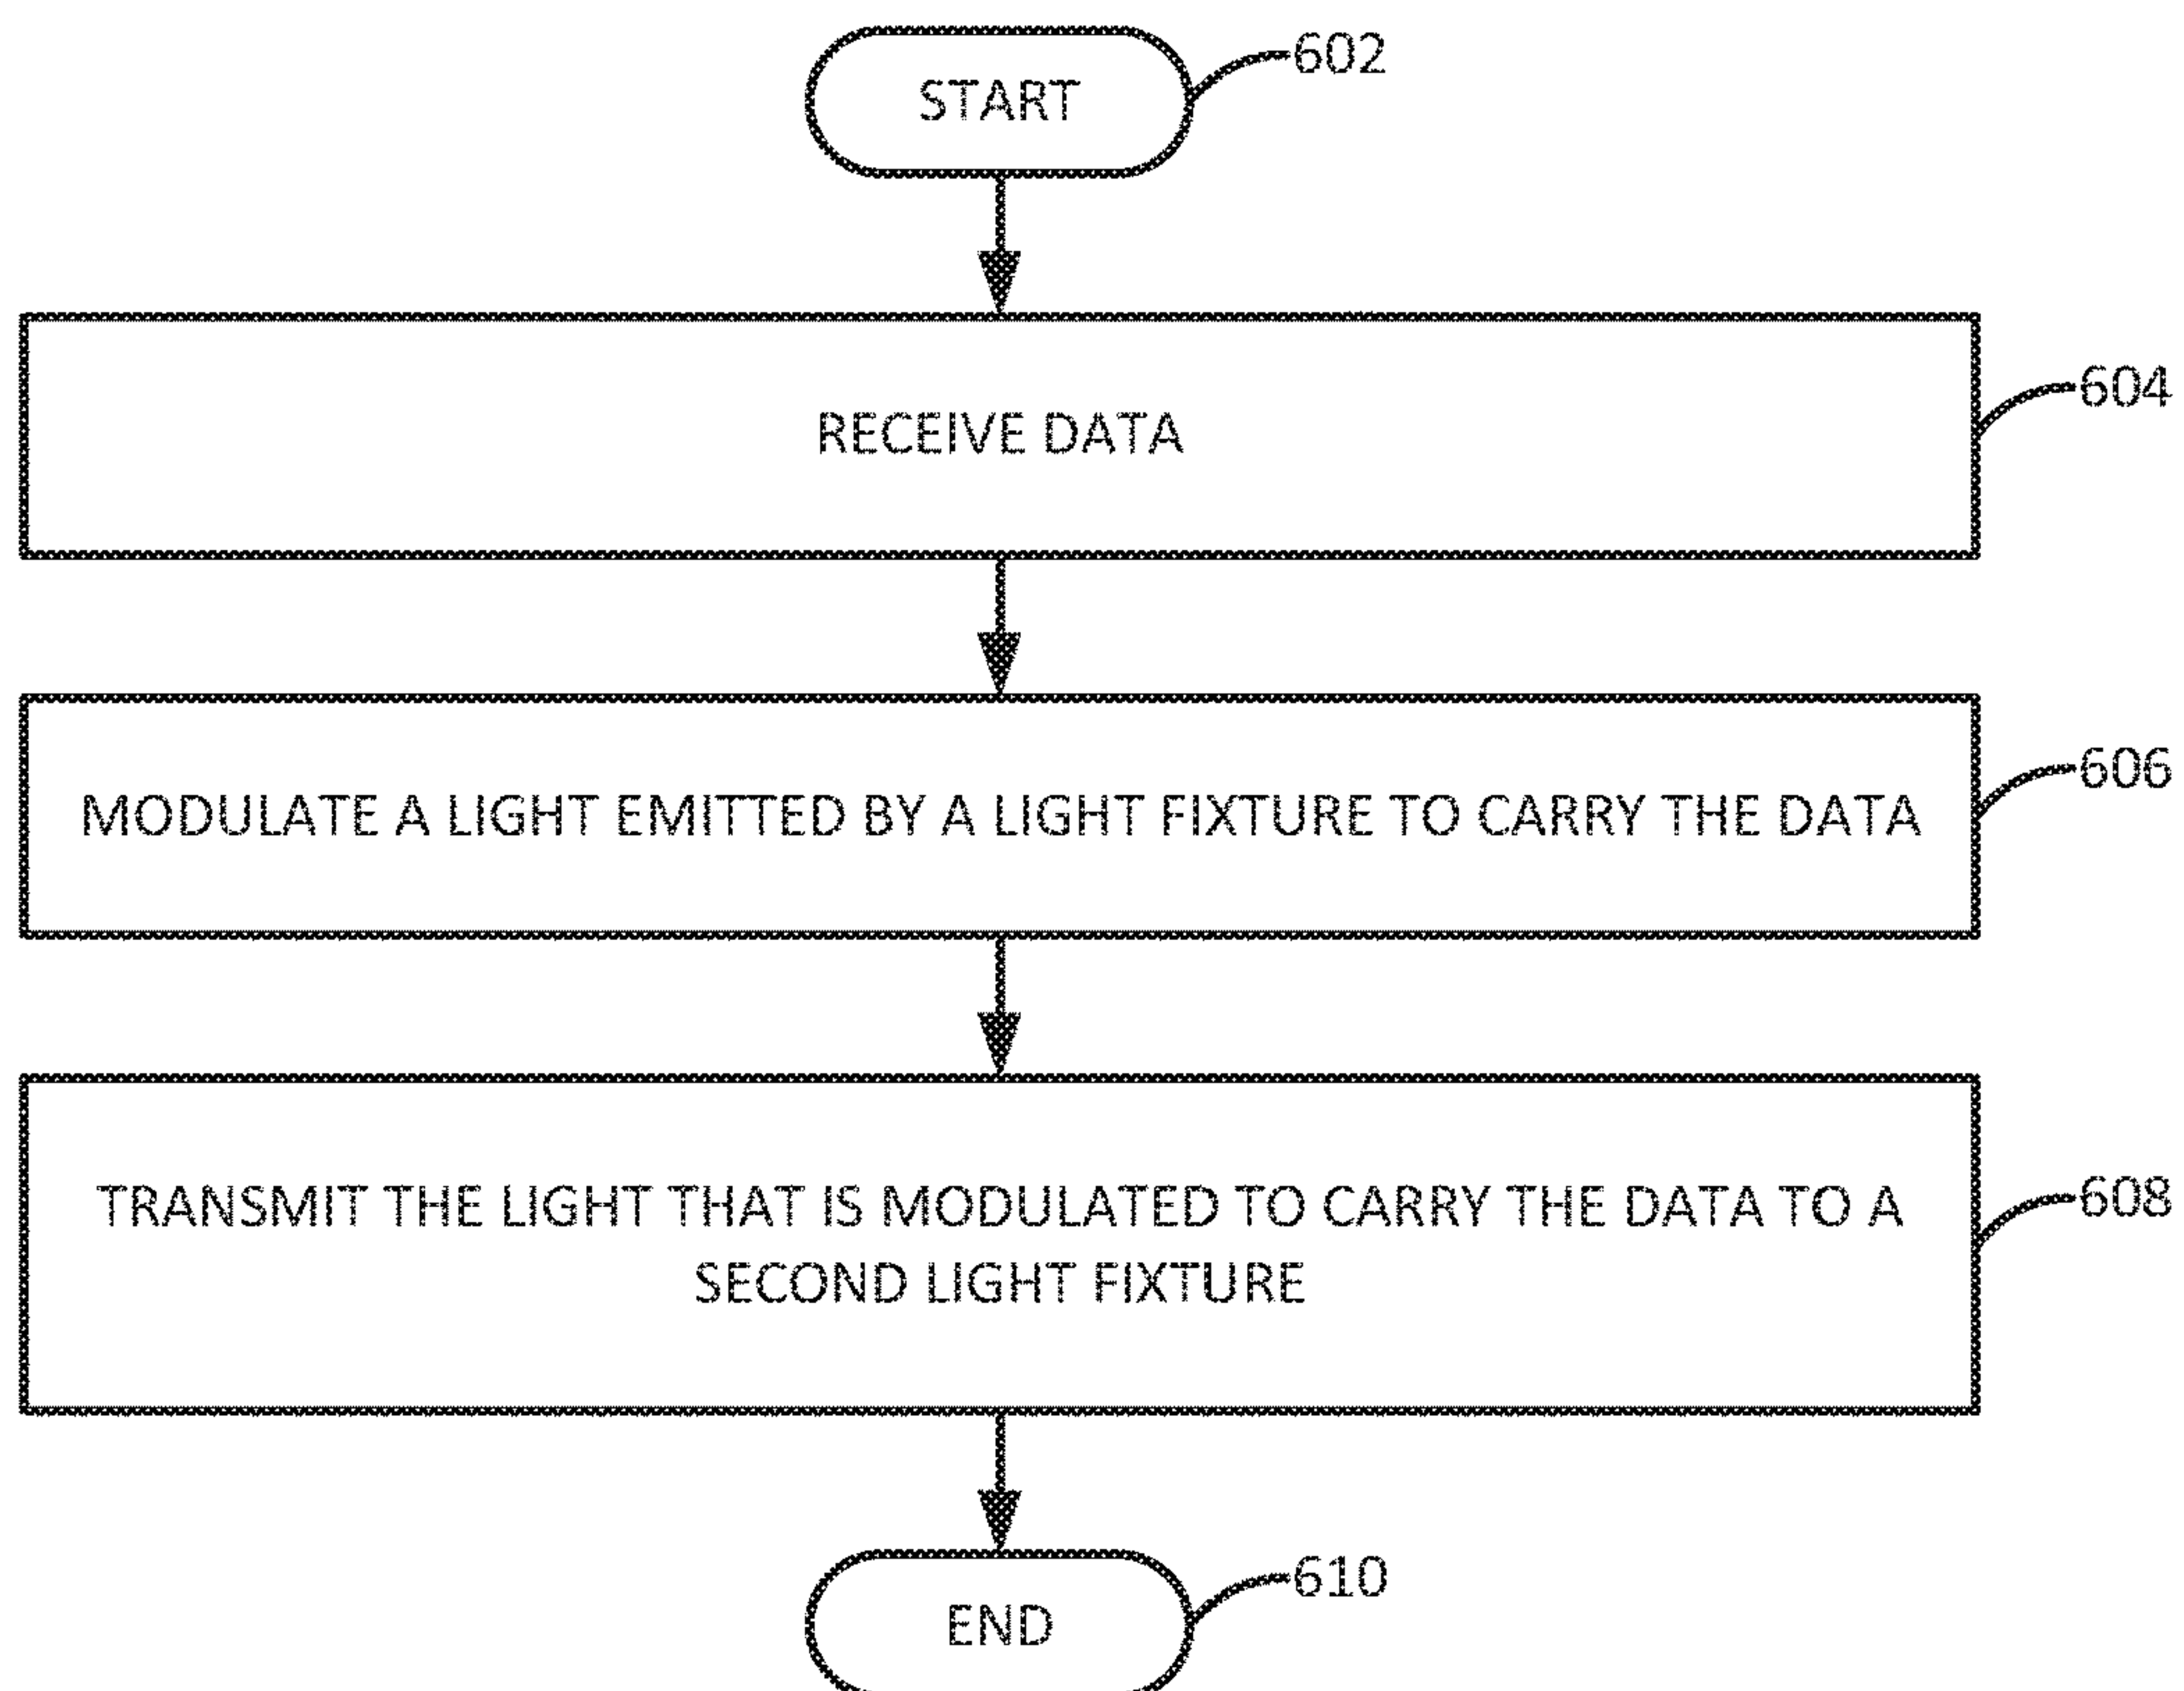 START
602
RECEIVE DATA
604
MODULATE A LIGHT EMITTED BY A LIGHT FIXTURE TO CARRY THE DATA
606
TRANSMIT THE LIGHT THAT IS MODULATED TO CARRY THE DATA TO A
SECOND LIGHT FIXTURE
608
END
610